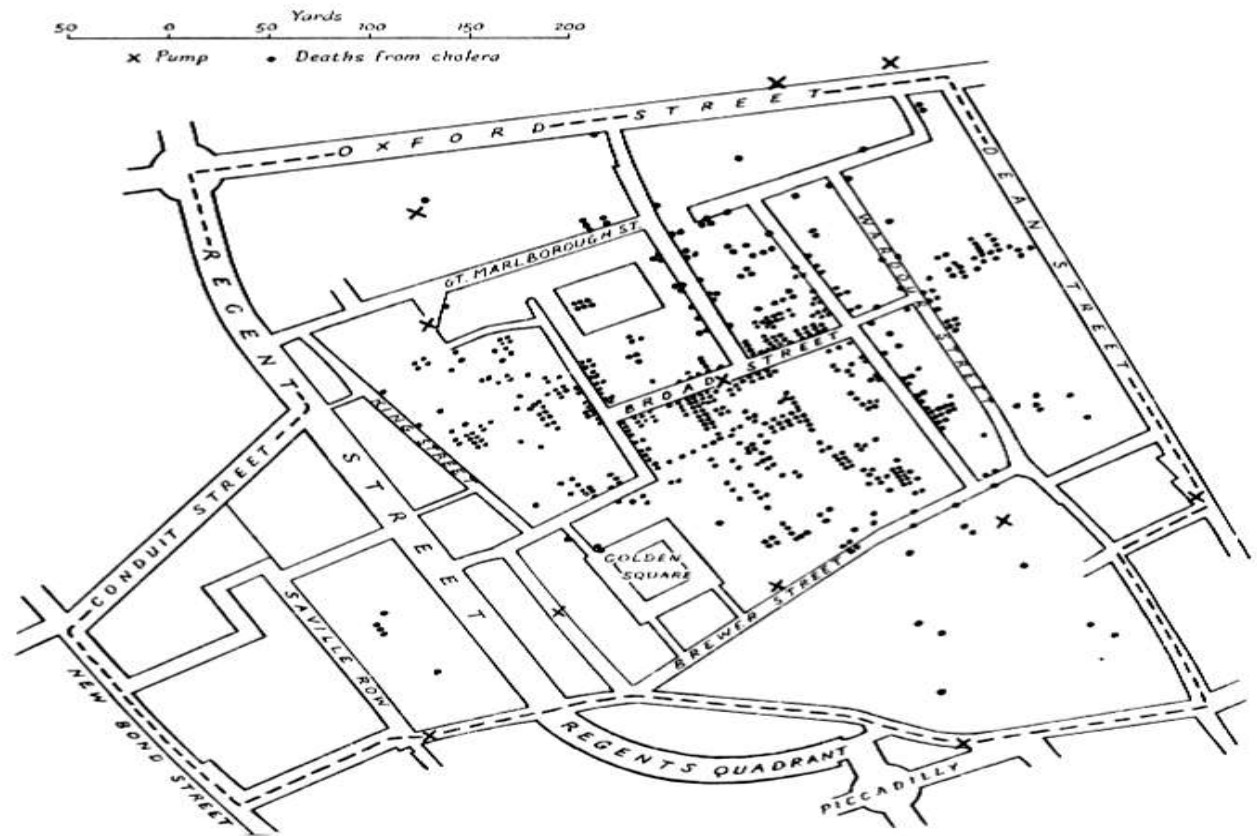 Yards
50 0 50 100 150 200
× Pump • Deaths from cholera
OXFORD STREET
DEAN STREET
REGENT STREET
GT. MARLBOROUGH ST.
WARDOUR STREET
BROAD STREET
KING STREET
CONDUIT STREET
GOLDEN
SQUARE
SAVILLE ROW
BREWER STREET
NEW BOND STREET
REGENTS QUADRANT
PICCADILLY